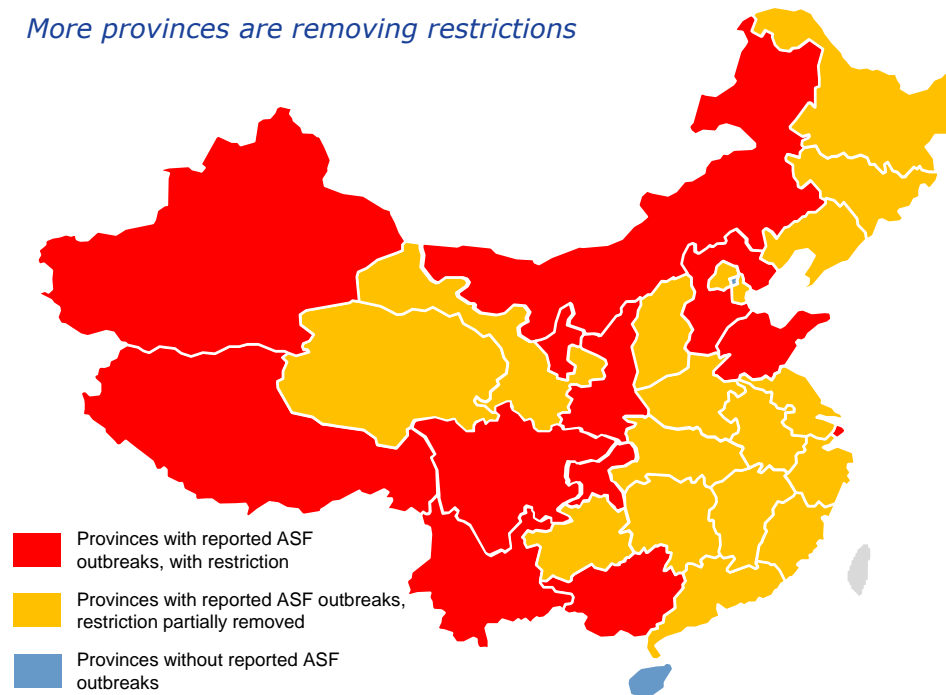 More provinces are removing restrictions
Provinces with reported ASF
outbreaks, with restriction
Provinces with reported ASF outbreaks,
restriction partially removed
Provinces without reported ASF
outbreaks